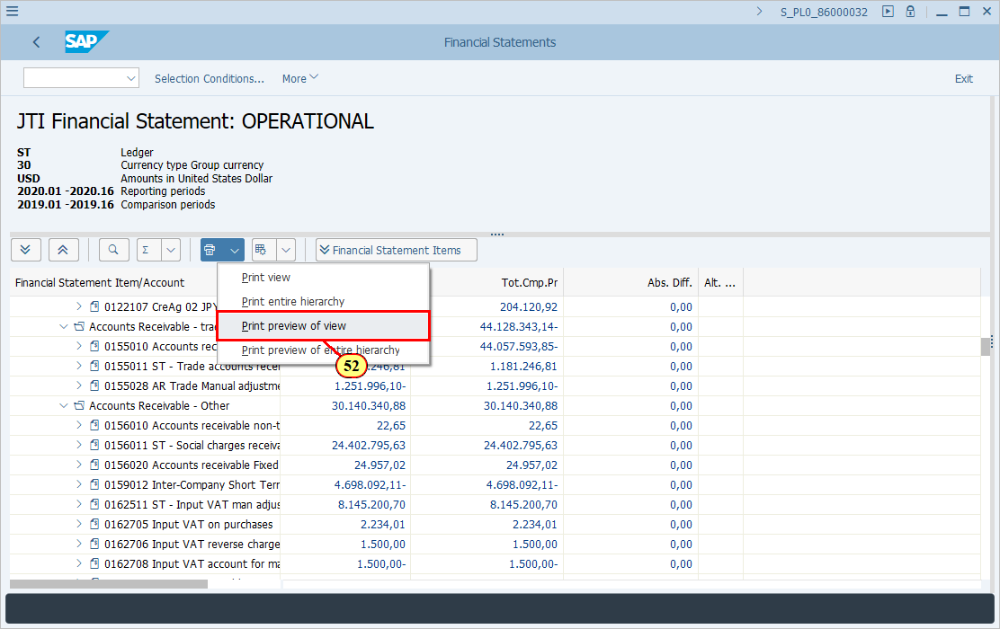 S_PL0_86000032
SAP
Financial Statements
Selection Conditions... More Exit
JTI Financial Statement: OPERATIONAL
ST Ledger
30 Currency type Group currency
USD Amounts in United States Dollar
2020.01 -2020.16 Reporting periods
2019.01 -2019.16 Comparison periods
Σ Financial Statement Items
Financial Statement Item/Account Tot.Cmp.Pr Abs. Diff. Alt. ...
Print view
Print entire hierarchy
Print preview of view
Print preview of entire hierarchy
52
0122107 CreAg 02 JPY 204.120,92 0,00
Accounts Receivable - tra 44.128.343,14- 0,00
0155010 Accounts rec 44.057.593,85- 0,00
0155011 ST - Trade accounts recei .246,81 1.181.246,81 0,00
0155028 AR Trade Manual adjustme 1.251.996,10- 1.251.996,10- 0,00
Accounts Receivable - Other 30.140.340,88 30.140.340,88 0,00
0156010 Accounts receivable non-t 22,65 22,65 0,00
0156011 ST - Social charges receiva 24.402.795,63 24.402.795,63 0,00
0156020 Accounts receivable Fixed 24.957,02 24.957,02 0,00
0159012 Inter-Company Short Terr 4.698.092,11- 4.698.092,11- 0,00
0162511 ST - Input VAT man adjus 8.145.200,70 8.145.200,70 0,00
0162705 Input VAT on purchases 2.234,01 2.234,01 0,00
0162706 Input VAT reverse charge 1.500,00 1.500,00 0,00
0162708 Input VAT account for ma 1.500,00- 1.500,00- 0,00